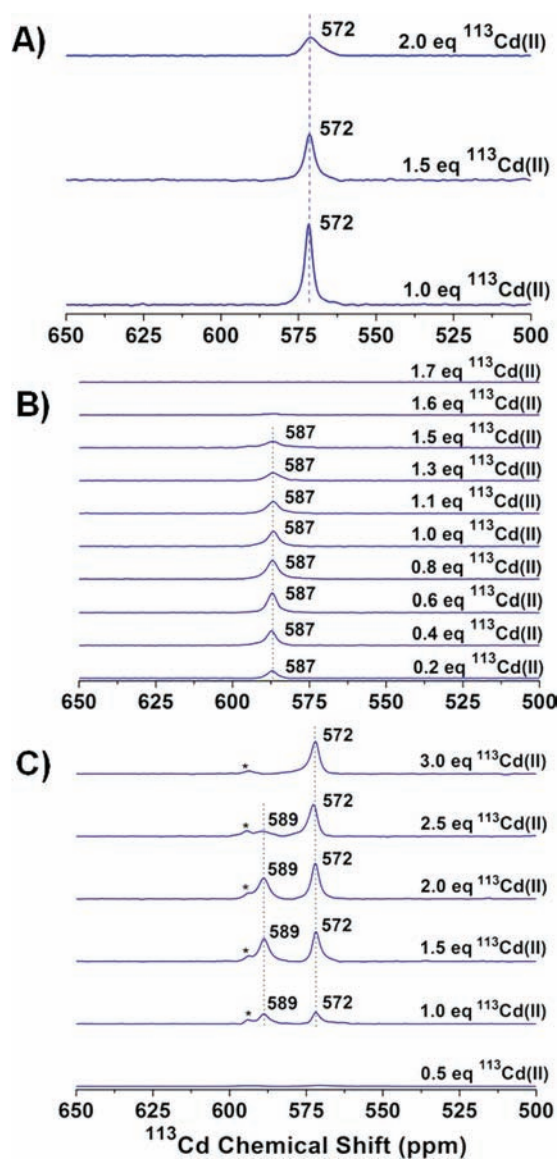 A)
572
2.0 eq ¹¹³Cd(II)
572
1.5 eq ¹¹³Cd(II)
572
1.0 eq ¹¹³Cd(II)
650 625 600 575 550 525 500
B)
1.7 eq ¹¹³Cd(II)
1.6 eq ¹¹³Cd(II)
587 1.5 eq ¹¹³Cd(II)
587 1.3 eq ¹¹³Cd(II)
587 1.1 eq ¹¹³Cd(II)
587 1.0 eq ¹¹³Cd(II)
587 0.8 eq ¹¹³Cd(II)
587 0.6 eq ¹¹³Cd(II)
587 0.4 eq ¹¹³Cd(II)
587 0.2 eq ¹¹³Cd(II)
650 625 600 575 550 525 500
C)
572
* 3.0 eq ¹¹³Cd(II)
589 572
* 2.5 eq ¹¹³Cd(II)
589 572
* 2.0 eq ¹¹³Cd(II)
589 572
* 1.5 eq ¹¹³Cd(II)
589 572
* 1.0 eq ¹¹³Cd(II)
0.5 eq ¹¹³Cd(II)
650 625 600 575 550 525 500
¹¹³Cd Chemical Shift (ppm)